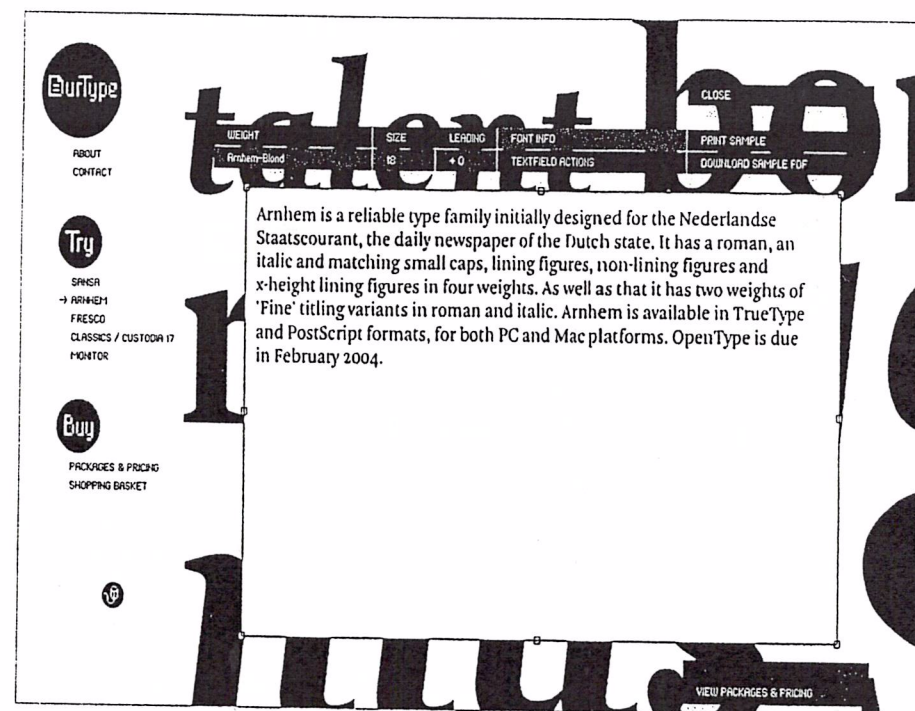 OurType
ABOUT
CONTACT
Try
SANSA
→ ARNHEM
FRESCO
CLASSICS / CUSTODIA 17
MONITOR
Buy
PACKAGES & PRICING
SHOPPING BASKET
talent
CLOSE
WEIGHT SIZE LEADING FONT INFO PRINT SAMPLE
Arnhem-Blond 18 +0 TEXTFIELD ACTIONS DOWNLOAD SAMPLE PDF
Arnhem is a reliable type family initially designed for the Nederlandse
Staatscourant, the daily newspaper of the Dutch state. It has a roman, an
italic and matching small caps, lining figures, non-lining figures and
x-height lining figures in four weights. As well as that it has two weights of
'Fine' titling variants in roman and italic. Arnhem is available in TrueType
and PostScript formats, for both PC and Mac platforms. OpenType is due
in February 2004.
VIEW PACKAGES & PRICING